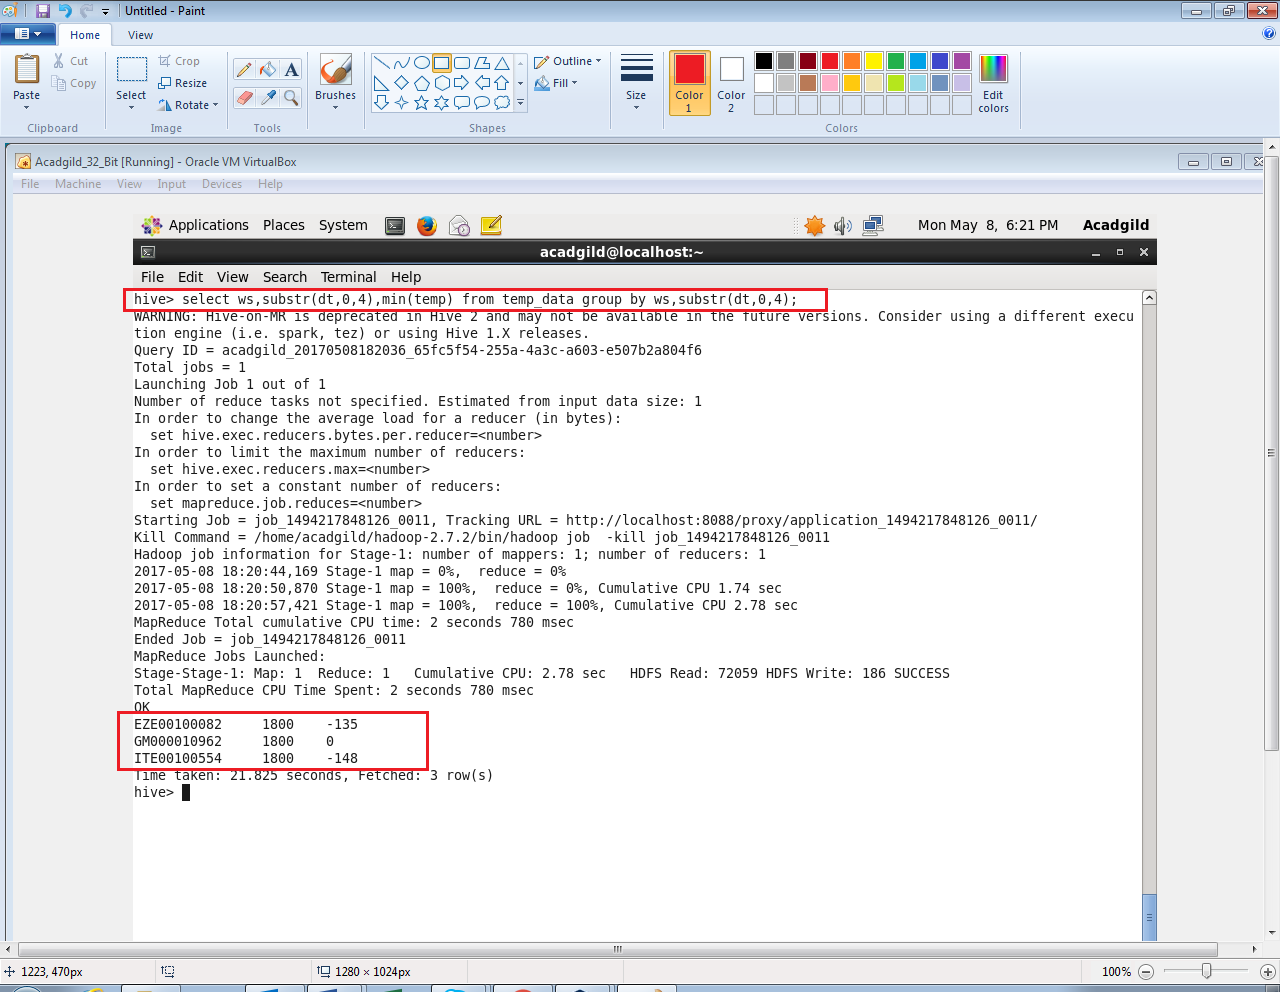 Untitled - Paint
Home View
Paste
Cut
Copy
Clipboard
Select
Crop
Resize
Rotate
Image
A
Tools
Brushes
Outline
Fill
Shapes
Size
Color 1
Color 2
Edit colors
Colors
Acadgild_32_Bit [Running] - Oracle VM VirtualBox
File Machine View Input Devices Help
Applications Places System Mon May 8, 6:21 PM Acadgild
acadgild@localhost:~
File Edit View Search Terminal Help
hive> select ws,substr(dt,0,4),min(temp) from temp_data group by ws,substr(dt,0,4);
WARNING: Hive-on-MR is deprecated in Hive 2 and may not be available in the future versions. Consider using a different execu
tion engine (i.e. spark, tez) or using Hive 1.X releases.
Query ID = acadgild_20170508182036_65fc5f54-255a-4a3c-a603-e507b2a804f6
Total jobs = 1
Launching Job 1 out of 1
Number of reduce tasks not specified. Estimated from input data size: 1
In order to change the average load for a reducer (in bytes):
  set hive.exec.reducers.bytes.per.reducer=<number>
In order to limit the maximum number of reducers:
  set hive.exec.reducers.max=<number>
In order to set a constant number of reducers:
  set mapreduce.job.reduces=<number>
Starting Job = job_1494217848126_0011, Tracking URL = http://localhost:8088/proxy/application_1494217848126_0011/
Kill Command = /home/acadgild/hadoop-2.7.2/bin/hadoop job  -kill job_1494217848126_0011
Hadoop job information for Stage-1: number of mappers: 1; number of reducers: 1
2017-05-08 18:20:44,169 Stage-1 map = 0%,  reduce = 0%
2017-05-08 18:20:50,870 Stage-1 map = 100%,  reduce = 0%, Cumulative CPU 1.74 sec
2017-05-08 18:20:57,421 Stage-1 map = 100%,  reduce = 100%, Cumulative CPU 2.78 sec
MapReduce Total cumulative CPU time: 2 seconds 780 msec
Ended Job = job_1494217848126_0011
MapReduce Jobs Launched:
Stage-Stage-1: Map: 1  Reduce: 1   Cumulative CPU: 2.78 sec   HDFS Read: 72059 HDFS Write: 186 SUCCESS
Total MapReduce CPU Time Spent: 2 seconds 780 msec
OK
EZE00100082     1800    -135
GM000010962     1800    0
ITE00100554     1800    -148
Time taken: 21.825 seconds, Fetched: 3 row(s)
hive>
1223, 470px 1280 × 1024px 100%